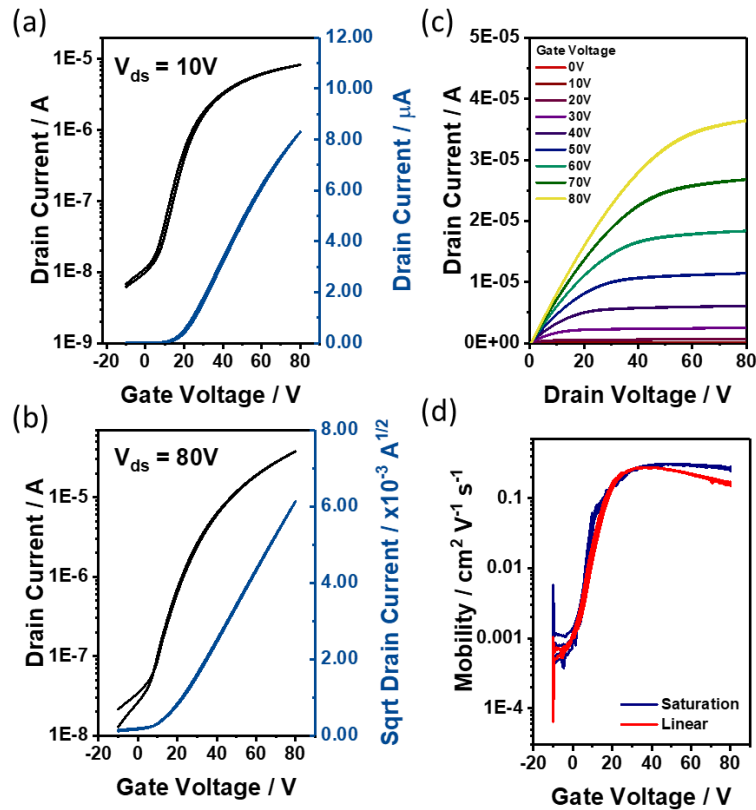 (a)
V_ds = 10V
Drain Current / A
1E-5
1E-6
1E-7
1E-8
1E-9
-20 0 20 40 60 80
Gate Voltage / V
12.00
10.00
8.00
6.00
4.00
2.00
0.00
Drain Current / μA
(c)
Drain Current / A
5E-05
4E-05
3E-05
2E-05
1E-05
0E+00
Gate Voltage
0V
10V
20V
30V
40V
50V
60V
70V
80V
0 20 40 60 80
Drain Voltage / V
(b)
V_ds = 80V
Drain Current / A
1E-5
1E-6
1E-7
1E-8
-20 0 20 40 60 80
Gate Voltage / V
8.00
6.00
4.00
2.00
0.00
Sqrt Drain Current / x10⁻³ A¹ᐟ²
(d)
Mobility / cm² V⁻¹ s⁻¹
0.1
0.01
0.001
1E-4
Saturation
Linear
-20 0 20 40 60 80
Gate Voltage / V